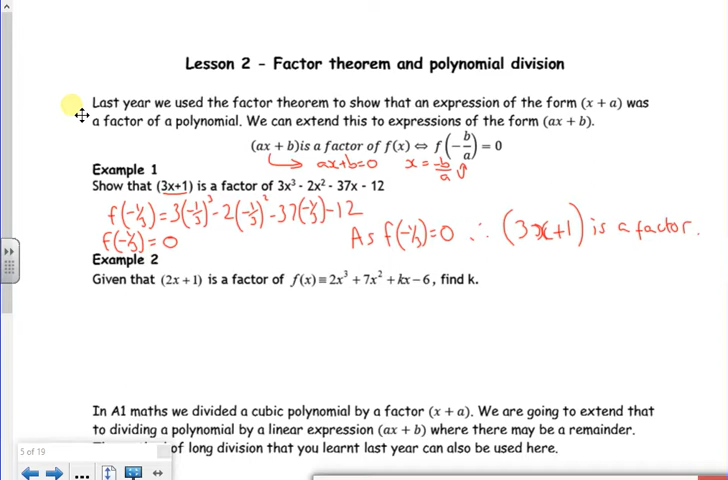 Lesson 2 - Factor theorem and polynomial division
Last year we used the factor theorem to show that an expression of the form (x + a) was
a factor of a polynomial. We can extend this to expressions of the form (ax + b).
(ax + b) is a factor of f(x) ⇔ f(-b/a) = 0
ax+b=0 x = -b/a
Example 1
Show that (3x+1) is a factor of 3x³ - 2x² - 37x - 12
f(-1/3) = 3(-1/3)³ - 2(-1/3)² - 37(-1/3) - 12
f(-1/3) = 0 As f(-1/3) = 0 ∴ (3x+1) is a factor.
Example 2
Given that (2x + 1) is a factor of f(x) ≡ 2x³ + 7x² + kx - 6, find k.
In A1 maths we divided a cubic polynomial by a factor (x + a). We are going to extend that
to dividing a polynomial by a linear expression (ax + b) where there may be a remainder.
of long division that you learnt last year can also be used here.
5 of 19